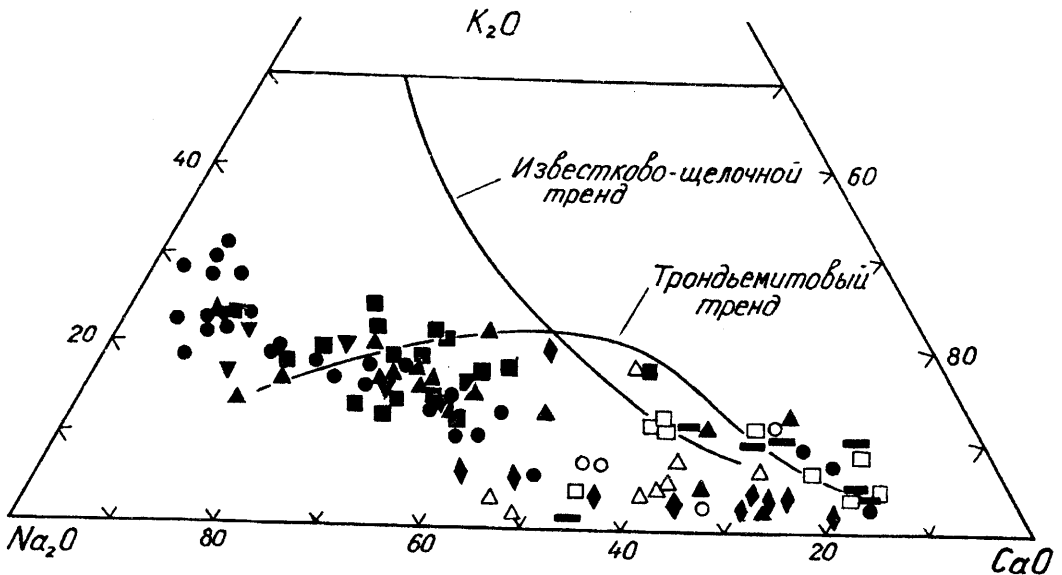 K₂O
40
Известково-щелочной
тренд
60
Трондьемитовый
тренд
20
80
Na₂O
80
60
40
20
CaO